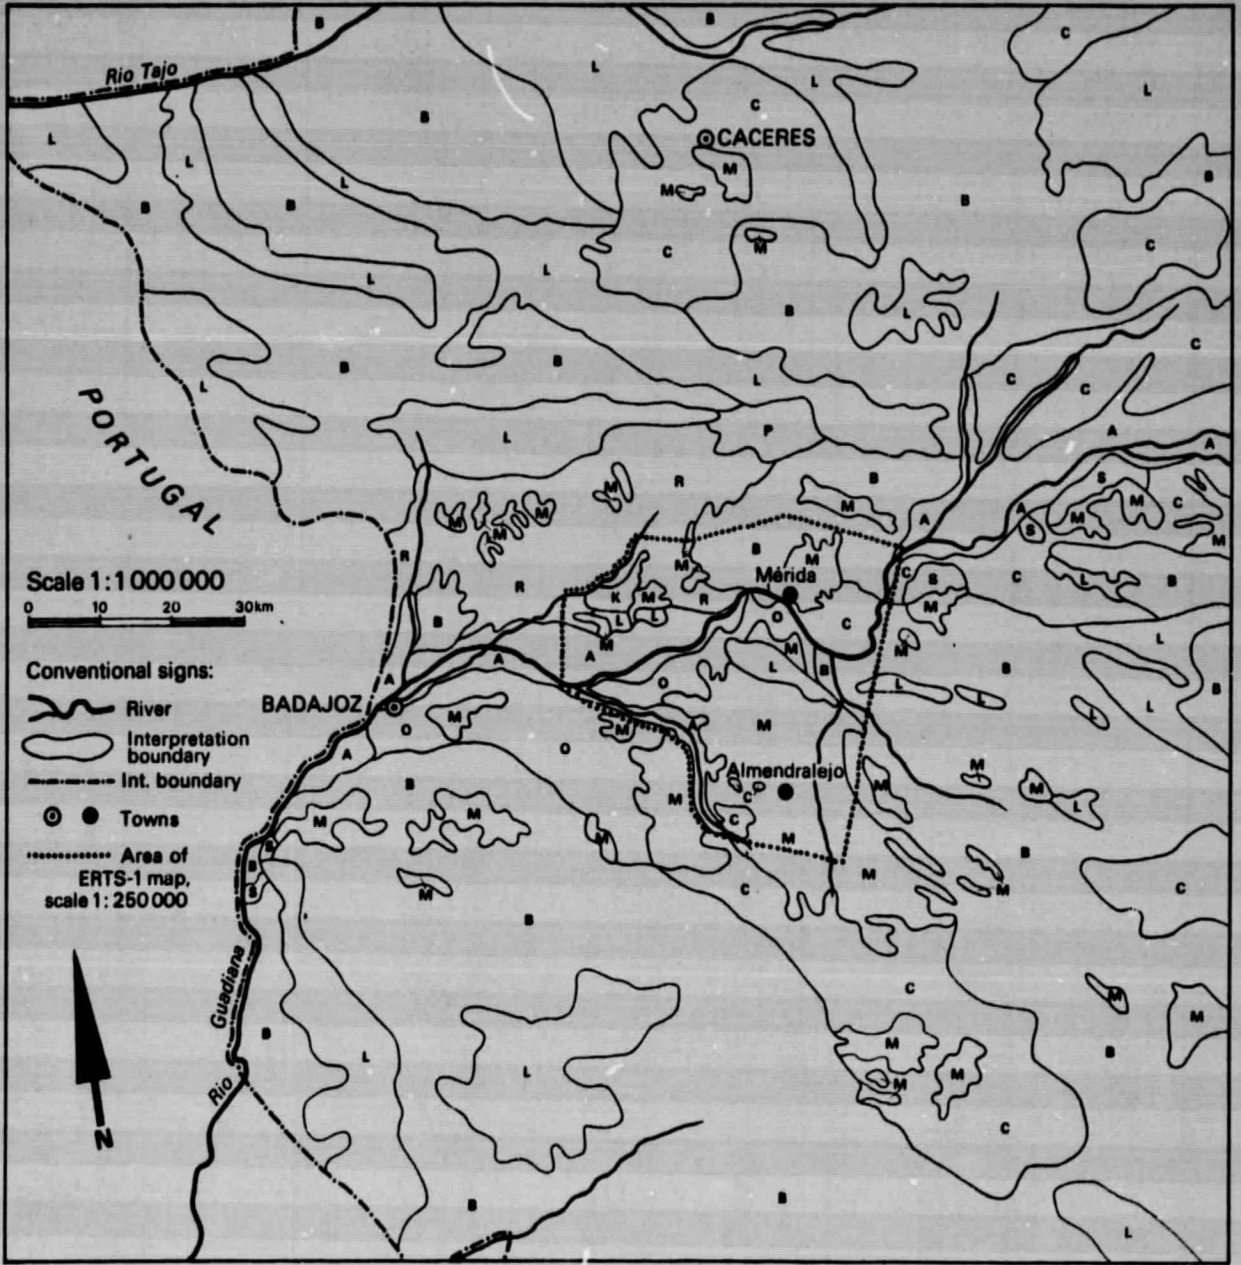 B
B
C
Rio Tajo
L
L
C
L
B
CACERES
L
L
M
L
M
B
B
B
B
C
C
M
L
L
B
L
C
L
B
B
L
C
C
PORTUGAL
L
P
A
A
R
B
S
M
M
M
M
M
M
M
C
A
A
S
M
B
M
R
M
Scale 1:1 000 000
0 10 20 30km
R
K
M
L
L
R
Mérida
C
S
C
L
B
M
B
O
C
L
Conventional signs:
River
Interpretation
boundary
Int. boundary
Towns
Area of
ERTS-1 map,
scale 1: 250 000
A
A
M
A
M
L
B
M
B
BADAJOZ
O
M
O
O
M
M
L
L
L
L
B
A
B
M
Almendralejo
C
C
M
M
M
M
L
M
M
M
M
M
B
M
M
B
S
C
C
B
Guadiana
Rio
C
M
M
B
B
L
L
M
M
M
C
N
B
B
L